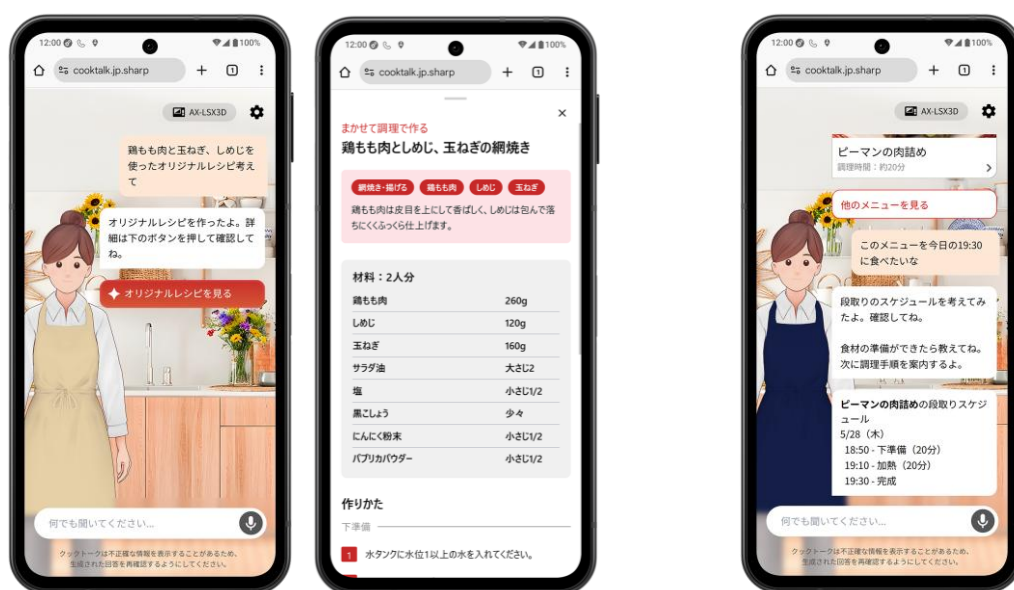 12:00
100%
cooktalk.jp.sharp
1
AX-LSX3D
鶏もも肉と玉ねぎ、しめじを
使ったオリジナルレシピ考え
て
オリジナルレシピを作ったよ。詳
細は下のボタンを押して確認して
ね。
オリジナルレシピを見る
何でも聞いてください...
クックトークは不正確な情報を表示することがあるため、
生成された回答を再確認するようにしてください。
12:00
100%
cooktalk.jp.sharp
1
まかせて調理で作る
鶏もも肉としめじ、玉ねぎの網焼き
網焼き・揚げる 鶏もも肉 しめじ 玉ねぎ
鶏もも肉は皮目を上にして香ばしく、しめじは包んで落
ちにくくふっくら仕上げます。
材料：2人分
鶏もも肉 260g
しめじ 120g
玉ねぎ 160g
サラダ油 大さじ2
塩 小さじ1/2
黒こしょう 少々
にんにく粉末 小さじ1/2
パプリカパウダー 小さじ1/2
作りかた
下準備
1 水タンクに水位1以上の水を入れてください。
12:00
100%
cooktalk.jp.sharp
1
AX-LSX3D
ピーマンの肉詰め
調理時間：約20分
他のメニューを見る
このメニューを今日の19:30
に食べたいな
段取りのスケジュールを考えてみ
たよ。確認してね。
食材の準備ができたら教えてね。
次に調理手順を案内するよ。
ピーマンの肉詰めの段取りスケジ
ュール
5/28（木）
18:50 - 下準備（20分）
19:10 - 加熱（20分）
19:30 - 完成
何でも聞いてください...
クックトークは不正確な情報を表示することがあるため、
生成された回答を再確認するようにしてください。